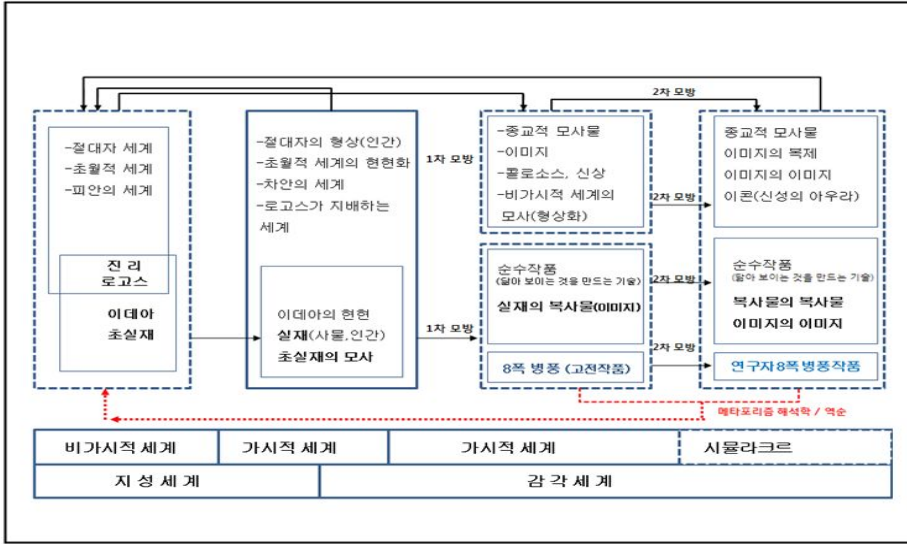 2차 모방
-절대자 세계
-초월적 세계
-피안의 세계
진 리
로고스
이데아
초실재
-절대자의 형상(인간)
-초월적 세계의 현현화
-차안의 세계
-로고스가 지배하는
세계
이데아의 현현
실재(사물,인간)
초실재의 모사
1차 모방
1차 모방
-종교적 모사물
-이미지
-콜로소스, 신상
-비가시적 세계의
모사(형상화)
순수작품
(닮아 보이는 것을 만드는 기술)
실재의 복사물(이미지)
8폭 병풍 (고전작품)
2차 모방
2차 모방
2차 모방
종교적 모사물
이미지의 복제
이미지의 이미지
이콘(신성의 아우라)
순수작품
(닮아 보이는 것을 만드는 기술)
복사물의 복사물
이미지의 이미지
연구자8폭병풍작품
메타포리즘 해석학 / 역순
비가시적 세계
가시적 세계
가시적 세계
시뮬라크르
지 성 세 계
감 각 세 계